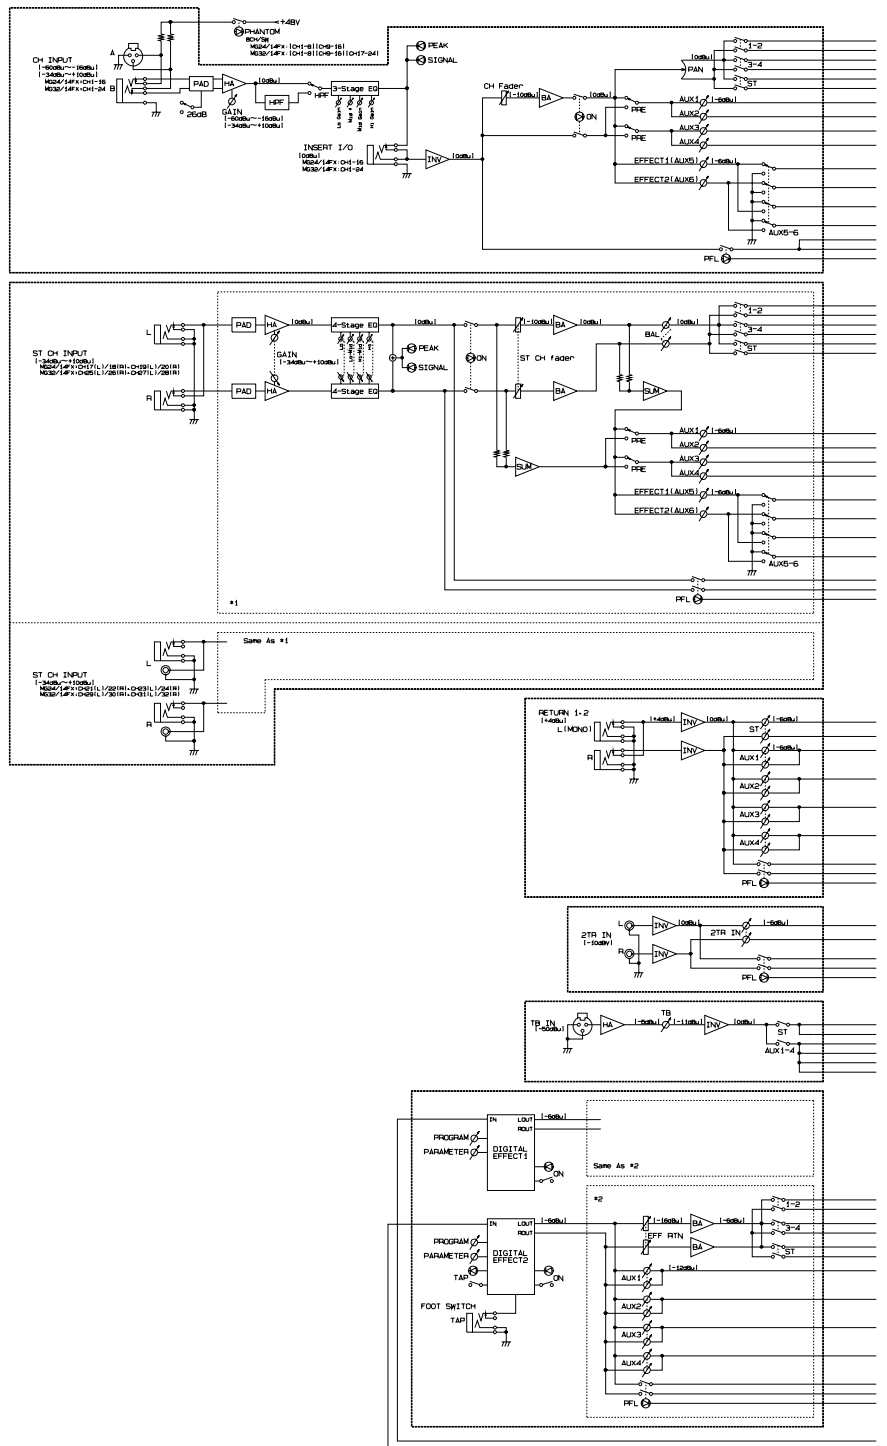 +48V
PHANTOM
8CH/SW
MG24/14FX:[CH1-8][CH9-16]
MG32/14FX:[CH1-8][CH9-16][CH17-24]
CH INPUT
[-60dBu~-16dBu]
[-34dBu~+10dBu]
MG24/14FX:CH1-16
MG32/14FX:CH1-24
A
B
PAD
26dB
HA
GAIN
[-60dBu~-16dBu]
[-34dBu~+10dBu]
[0dBu]
HPF
HPF
3-Stage EQ
Lo Gain
Mid F
Mid Gain
Hi Gain
PEAK
SIGNAL
INSERT I/O
[0dBu]
MG24/14FX:CH1-16
MG32/14FX:CH1-24
INV
[0dBu]
CH Fader
[-10dBu]
BA
ON
[0dBu]
PAN
1-2
3-4
ST
PRE
PRE
AUX1
[-6dBu]
AUX2
AUX3
AUX4
EFFECT1(AUX5)
[-6dBu]
EFFECT2(AUX6)
AUX5-6
PFL
ST CH INPUT
[-34dBu~+10dBu]
MG24/14FX:CH17(L)/18(R),CH19(L)/20(R)
MG32/14FX:CH25(L)/26(R),CH27(L)/28(R)
L
R
PAD
HA
[0dBu]
4-Stage EQ
GAIN
[-34dBu~+10dBu]
PAD
HA
4-Stage EQ
PEAK
SIGNAL
ON
[-10dBu]
BA
ST CH fader
BA
BAL
[0dBu]
1-2
3-4
ST
SUM
SUM
PRE
PRE
AUX1
[-6dBu]
AUX2
AUX3
AUX4
EFFECT1(AUX5)
[-6dBu]
EFFECT2(AUX6)
AUX5-6
PFL
*1
Same As *1
ST CH INPUT
[-34dBu~+10dBu]
MG24/14FX:CH21(L)/22(R),CH23(L)/24(R)
MG32/14FX:CH29(L)/30(R),CH31(L)/32(R)
L
R
RETURN 1-2
[+4dBu]
L(MONO)
R
[+4dBu]
INV
[0dBu]
INV
[-6dBu]
ST
[-6dBu]
AUX1
AUX2
AUX3
AUX4
PFL
2TR IN
[-10dBV]
L
R
INV
[0dBu]
INV
[-6dBu]
2TR IN
PFL
TB IN
[-50dBu]
HA
[-5dBu]
TB
[-11dBu]
INV
[0dBu]
ST
AUX1-4
IN
LOUT
ROUT
[-6dBu]
PROGRAM
PARAMETER
DIGITAL
EFFECT1
ON
Same As *2
*2
IN
LOUT
ROUT
[-6dBu]
PROGRAM
PARAMETER
TAP
DIGITAL
EFFECT2
ON
FOOT SWITCH
TAP
[-16dBu]
BA
[-6dBu]
EFF RTN
BA
1-2
3-4
ST
[-12dBu]
AUX1
AUX2
AUX3
AUX4
PFL